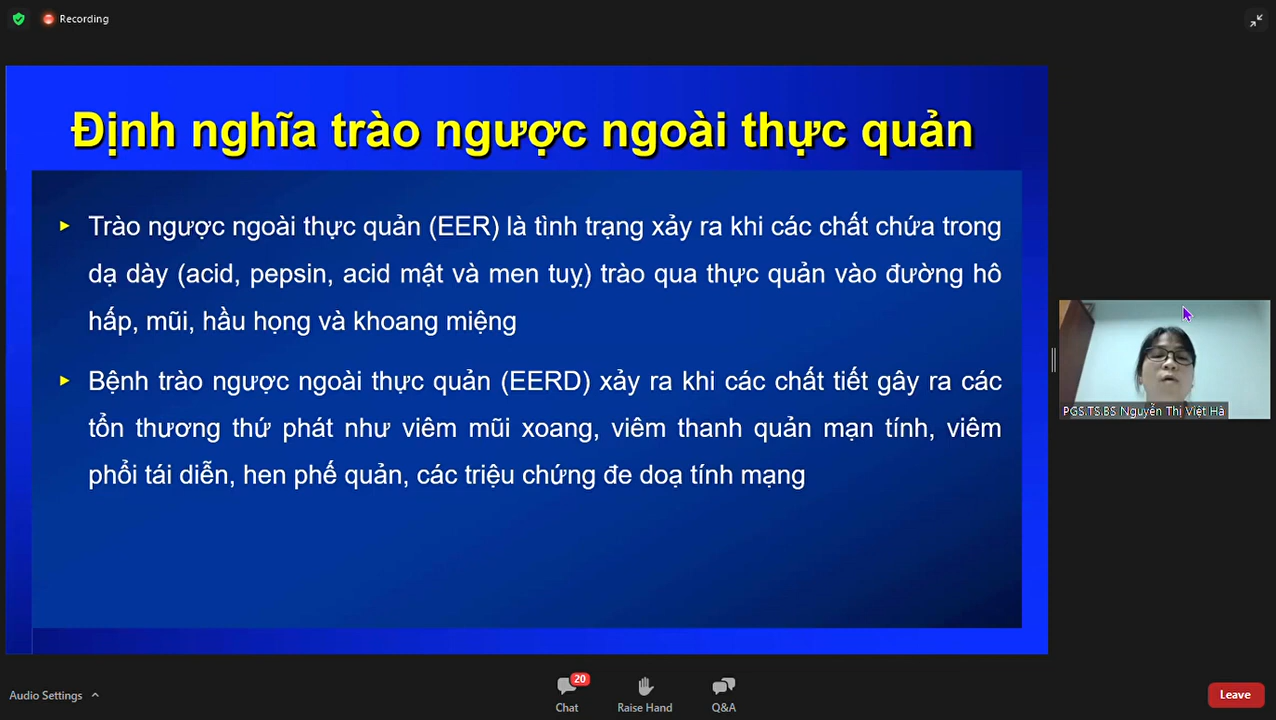 Recording
Định nghĩa trào ngược ngoài thực quản
Trào ngược ngoài thực quản (EER) là tình trạng xảy ra khi các chất chứa trong
dạ dày (acid, pepsin, acid mật và men tuỵ) trào qua thực quản vào đường hô
hấp, mũi, hầu họng và khoang miệng
Bệnh trào ngược ngoài thực quản (EERD) xảy ra khi các chất tiết gây ra các
tổn thương thứ phát như viêm mũi xoang, viêm thanh quản mạn tính, viêm
phổi tái diễn, hen phế quản, các triệu chứng đe doạ tính mạng
PGS.TS.BS Nguyễn Thị Việt Hà
Audio Settings
20
Chat
Raise Hand
Q&A
Leave